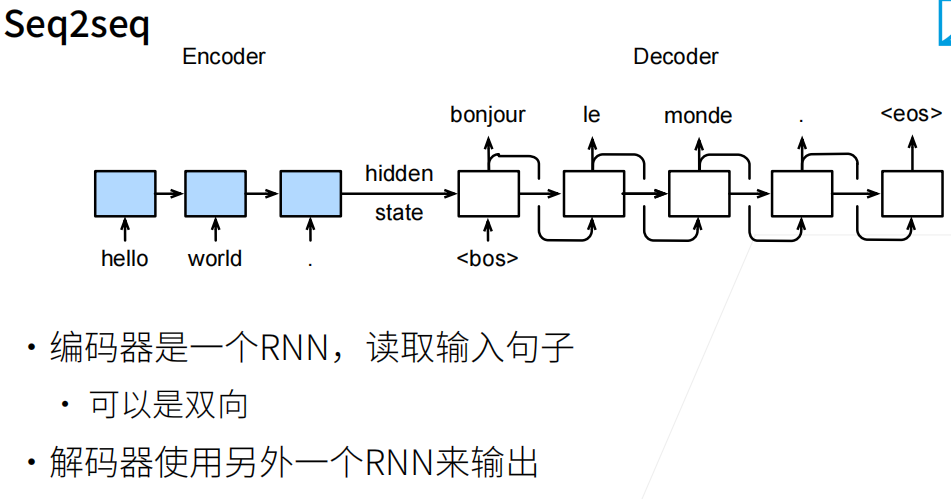 Seq2seq
Encoder Decoder
bonjour le monde . <eos>
hidden
state
hello world . <bos>
• 编码器是一个RNN，读取输入句子
• 可以是双向
• 解码器使用另外一个RNN来输出